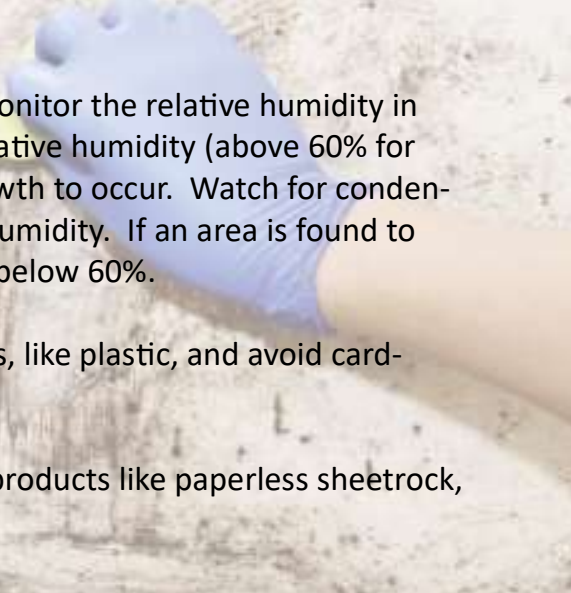 onitor the relative humidity in
ative humidity (above 60% for
wth to occur.  Watch for conden-
umidity.  If an area is found to
below 60%.
s, like plastic, and avoid card-
products like paperless sheetrock,